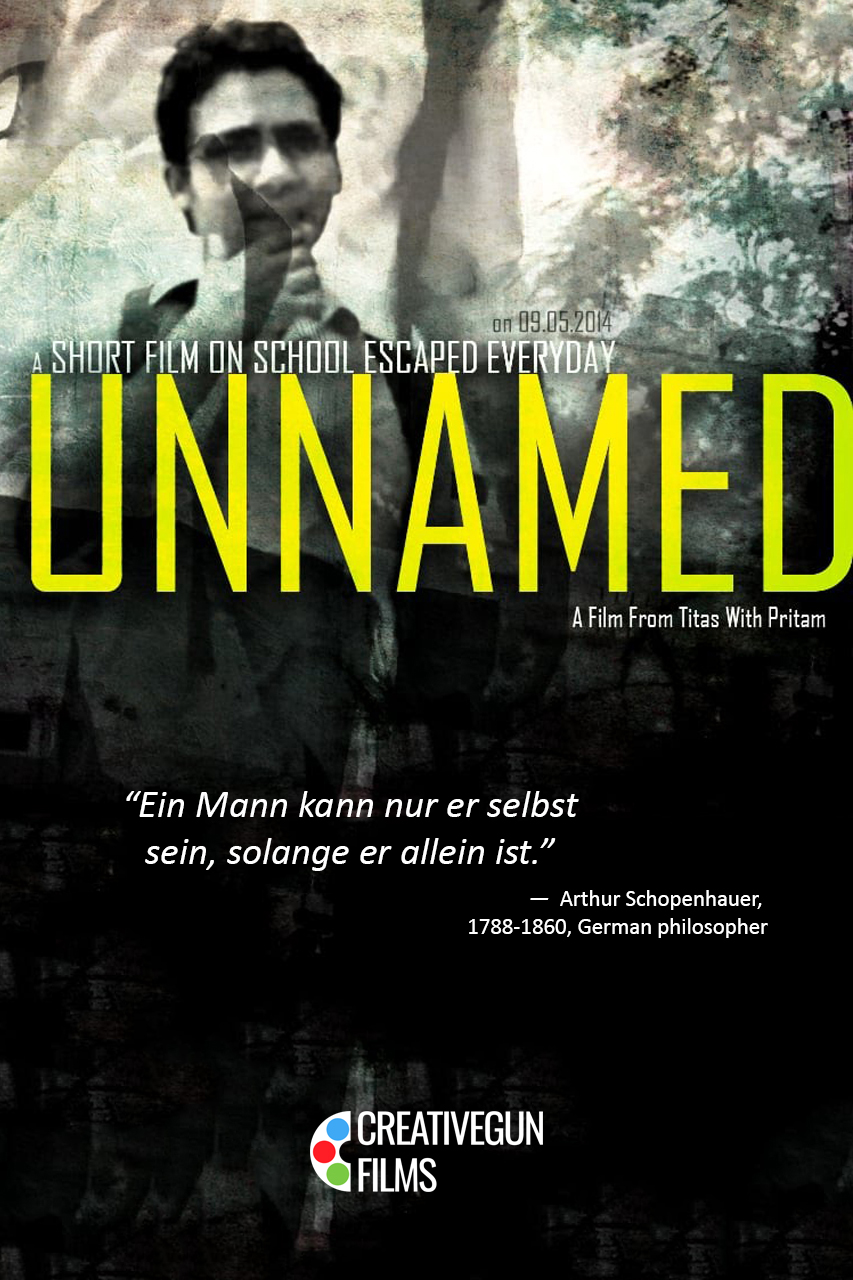 on 09.05.2014
A SHORT FILM ON SCHOOL ESCAPED EVERYDAY
UNNAMED
A Film From Titas With Pritam
“Ein Mann kann nur er selbst
sein, solange er allein ist.”
— Arthur Schopenhauer,
1788-1860, German philosopher
CREATIVEGUN
FILMS